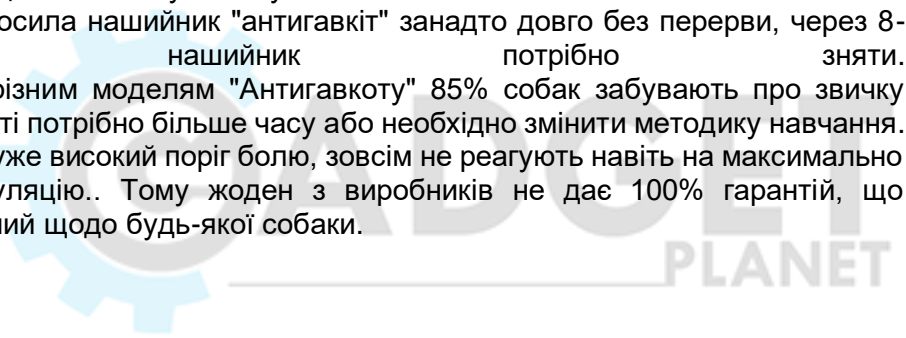 осила нашийник "антигавкіт" занадто довго без перерви, через 8-
нашийник потрібно зняти.
різним моделям "Антигавкоту" 85% собак забувають про звичку
ті потрібно більше часу або необхідно змінити методику навчання.
уже високий поріг болю, зовсім не реагують навіть на максимально
уляцію.. Тому жоден з виробників не дає 100% гарантій, що
ний щодо будь-якої собаки.
GADGET
PLANET